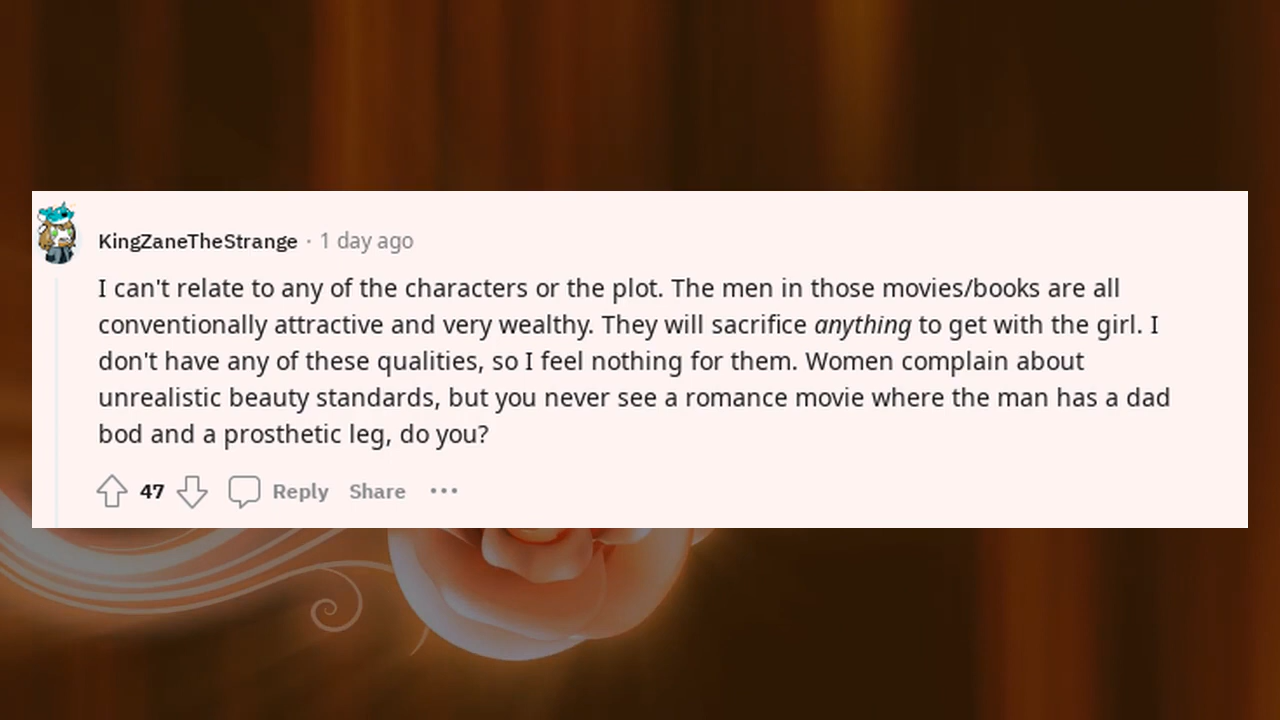 KingZaneTheStrange · 1 day ago
I can't relate to any of the characters or the plot. The men in those movies/books are all
conventionally attractive and very wealthy. They will sacrifice anything to get with the girl. I
don't have any of these qualities, so I feel nothing for them. Women complain about
unrealistic beauty standards, but you never see a romance movie where the man has a dad
bod and a prosthetic leg, do you?
47 Reply Share •••